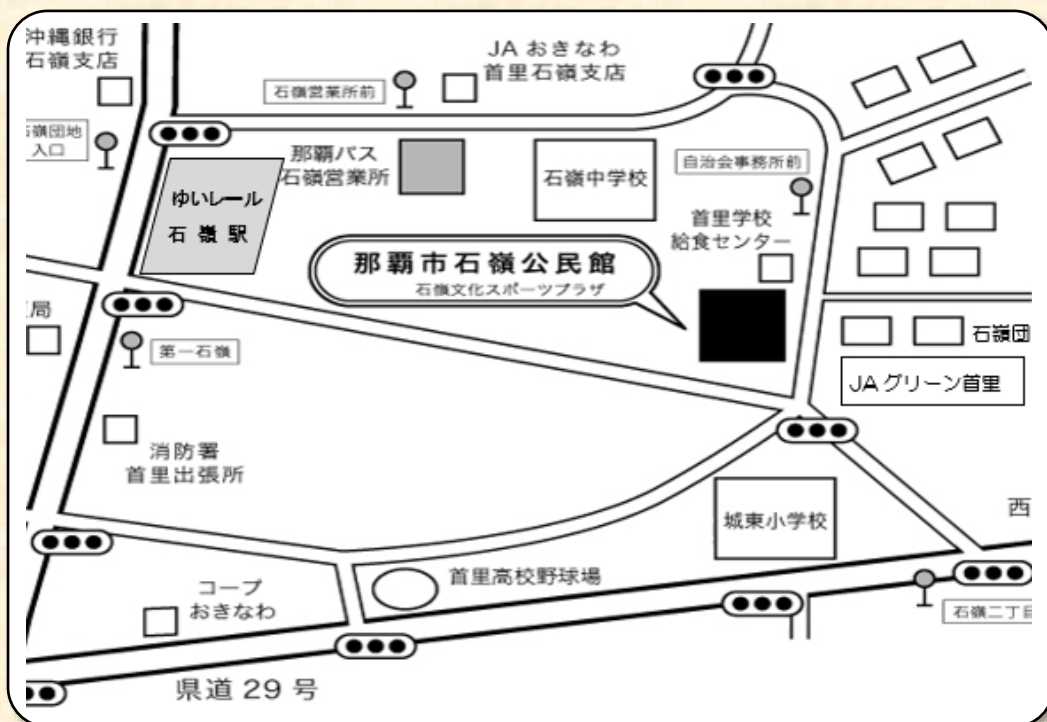 沖縄銀行
石嶺支店
石嶺営業所前
JA おきなわ
首里石嶺支店
石嶺団地
入口
那覇バス
石嶺営業所
石嶺中学校
自治会事務所前
ゆいレール
石嶺駅
首里学校
給食センター
那覇市石嶺公民館
石嶺文化スポーツプラザ
局
第一石嶺
石嶺団
JA グリーン首里
消防署
首里出張所
城東小学校
西
首里高校野球場
コープ
おきなわ
石嶺二丁目
県道 29 号